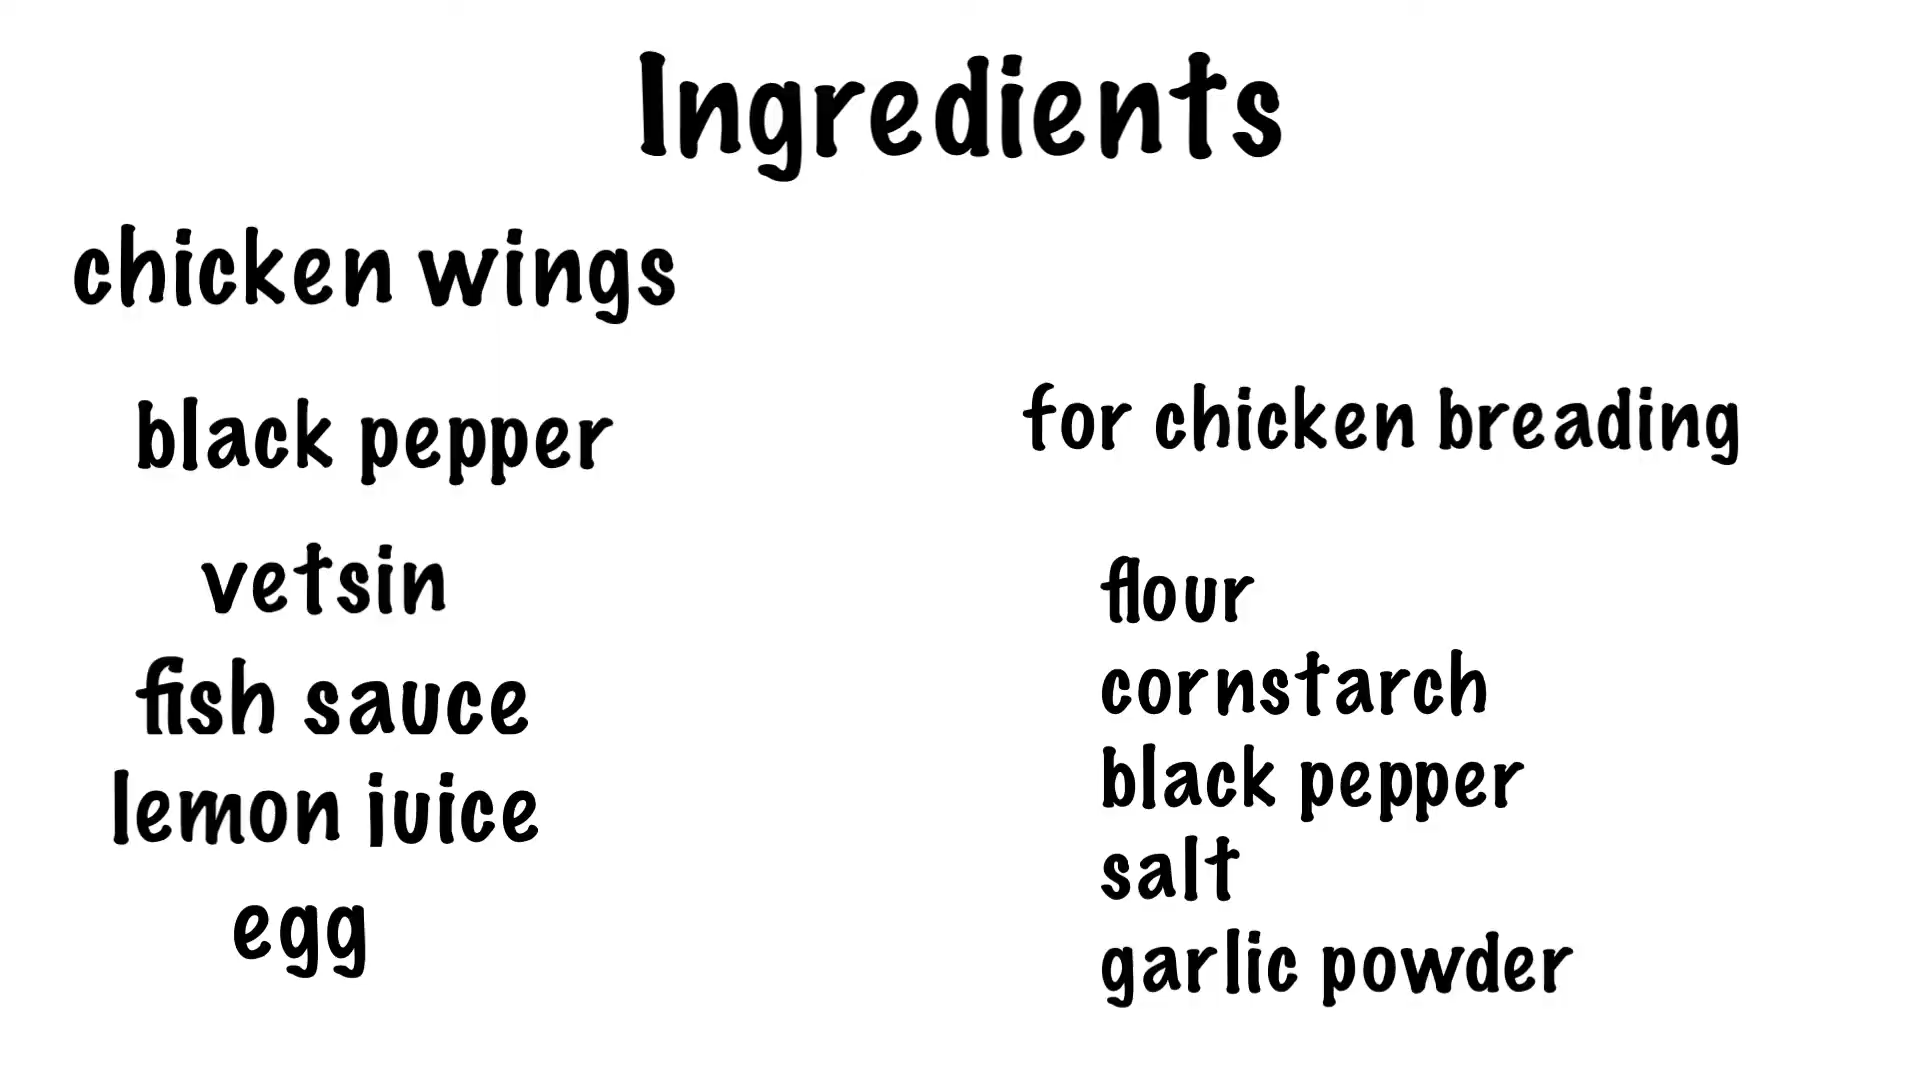 Ingredients
chicken wings
black pepper
vetsin
fish sauce
lemon juice
egg
for chicken breading
flour
cornstarch
black pepper
salt
garlic powder